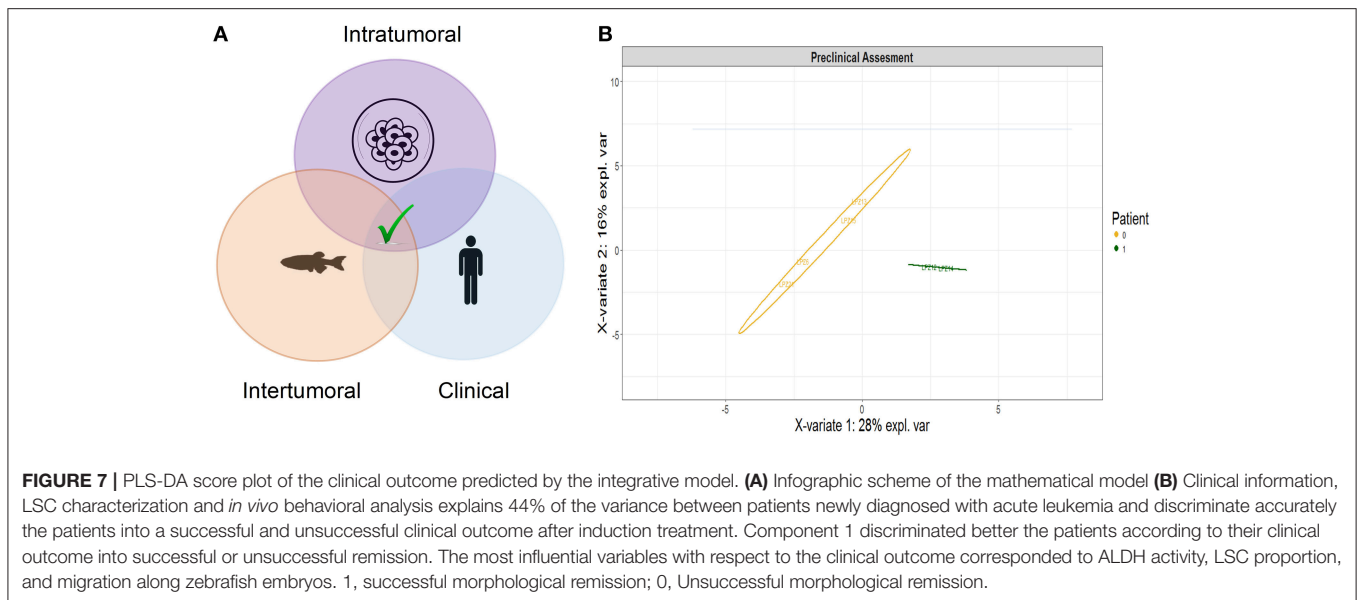 A
Intratumoral
Intertumoral
Clinical
B
Preclinical Assesment
10
5
0
-5
X-variate 2: 16% expl. var
-5
0
5
X-variate 1: 28% expl. var
Patient
0
1
FIGURE 7 | PLS-DA score plot of the clinical outcome predicted by the integrative model. (A) Infographic scheme of the mathematical model (B) Clinical information,
LSC characterization and in vivo behavioral analysis explains 44% of the variance between patients newly diagnosed with acute leukemia and discriminate accurately
the patients into a successful and unsuccessful clinical outcome after induction treatment. Component 1 discriminated better the patients according to their clinical
outcome into successful or unsuccessful remission. The most influential variables with respect to the clinical outcome corresponded to ALDH activity, LSC proportion,
and migration along zebrafish embryos. 1, successful morphological remission; 0, Unsuccessful morphological remission.